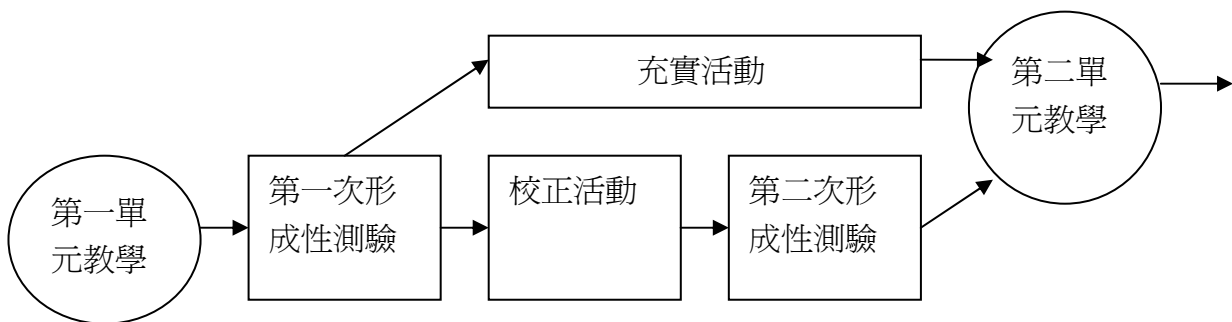 充實活動
第二單
元教學
第一單
元教學
第一次形
成性測驗
校正活動
第二次形
成性測驗